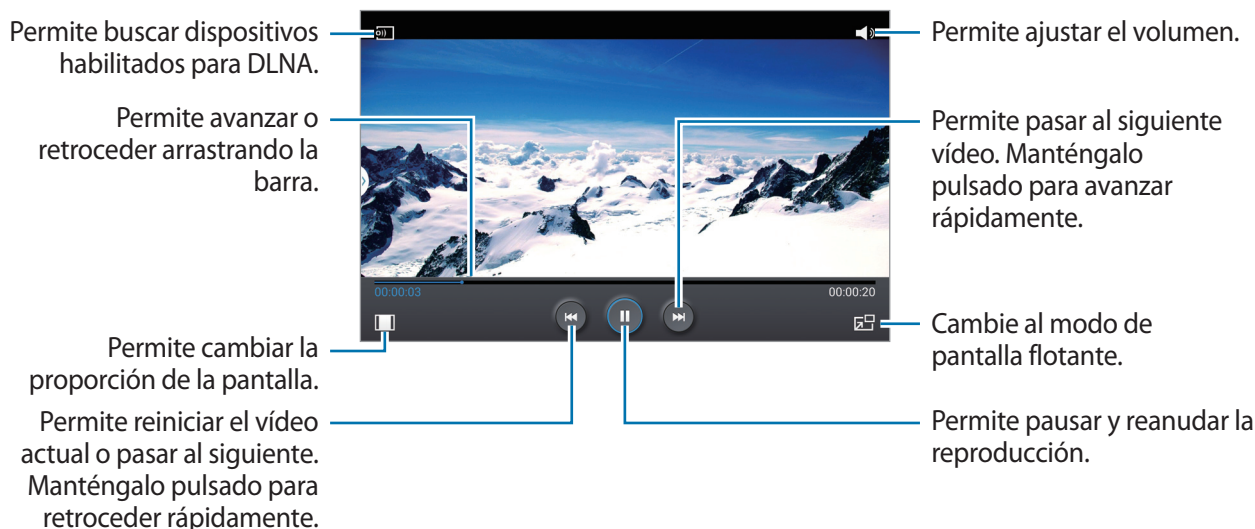 Permite buscar dispositivos
habilitados para DLNA.
Permite ajustar el volumen.
Permite avanzar o
retroceder arrastrando la
barra.
Permite pasar al siguiente
vídeo. Manténgalo
pulsado para avanzar
rápidamente.
00:00:03
00:00:20
Permite cambiar la
proporción de la pantalla.
Cambie al modo de
pantalla flotante.
Permite reiniciar el vídeo
actual o pasar al siguiente.
Manténgalo pulsado para
retroceder rápidamente.
Permite pausar y reanudar la
reproducción.